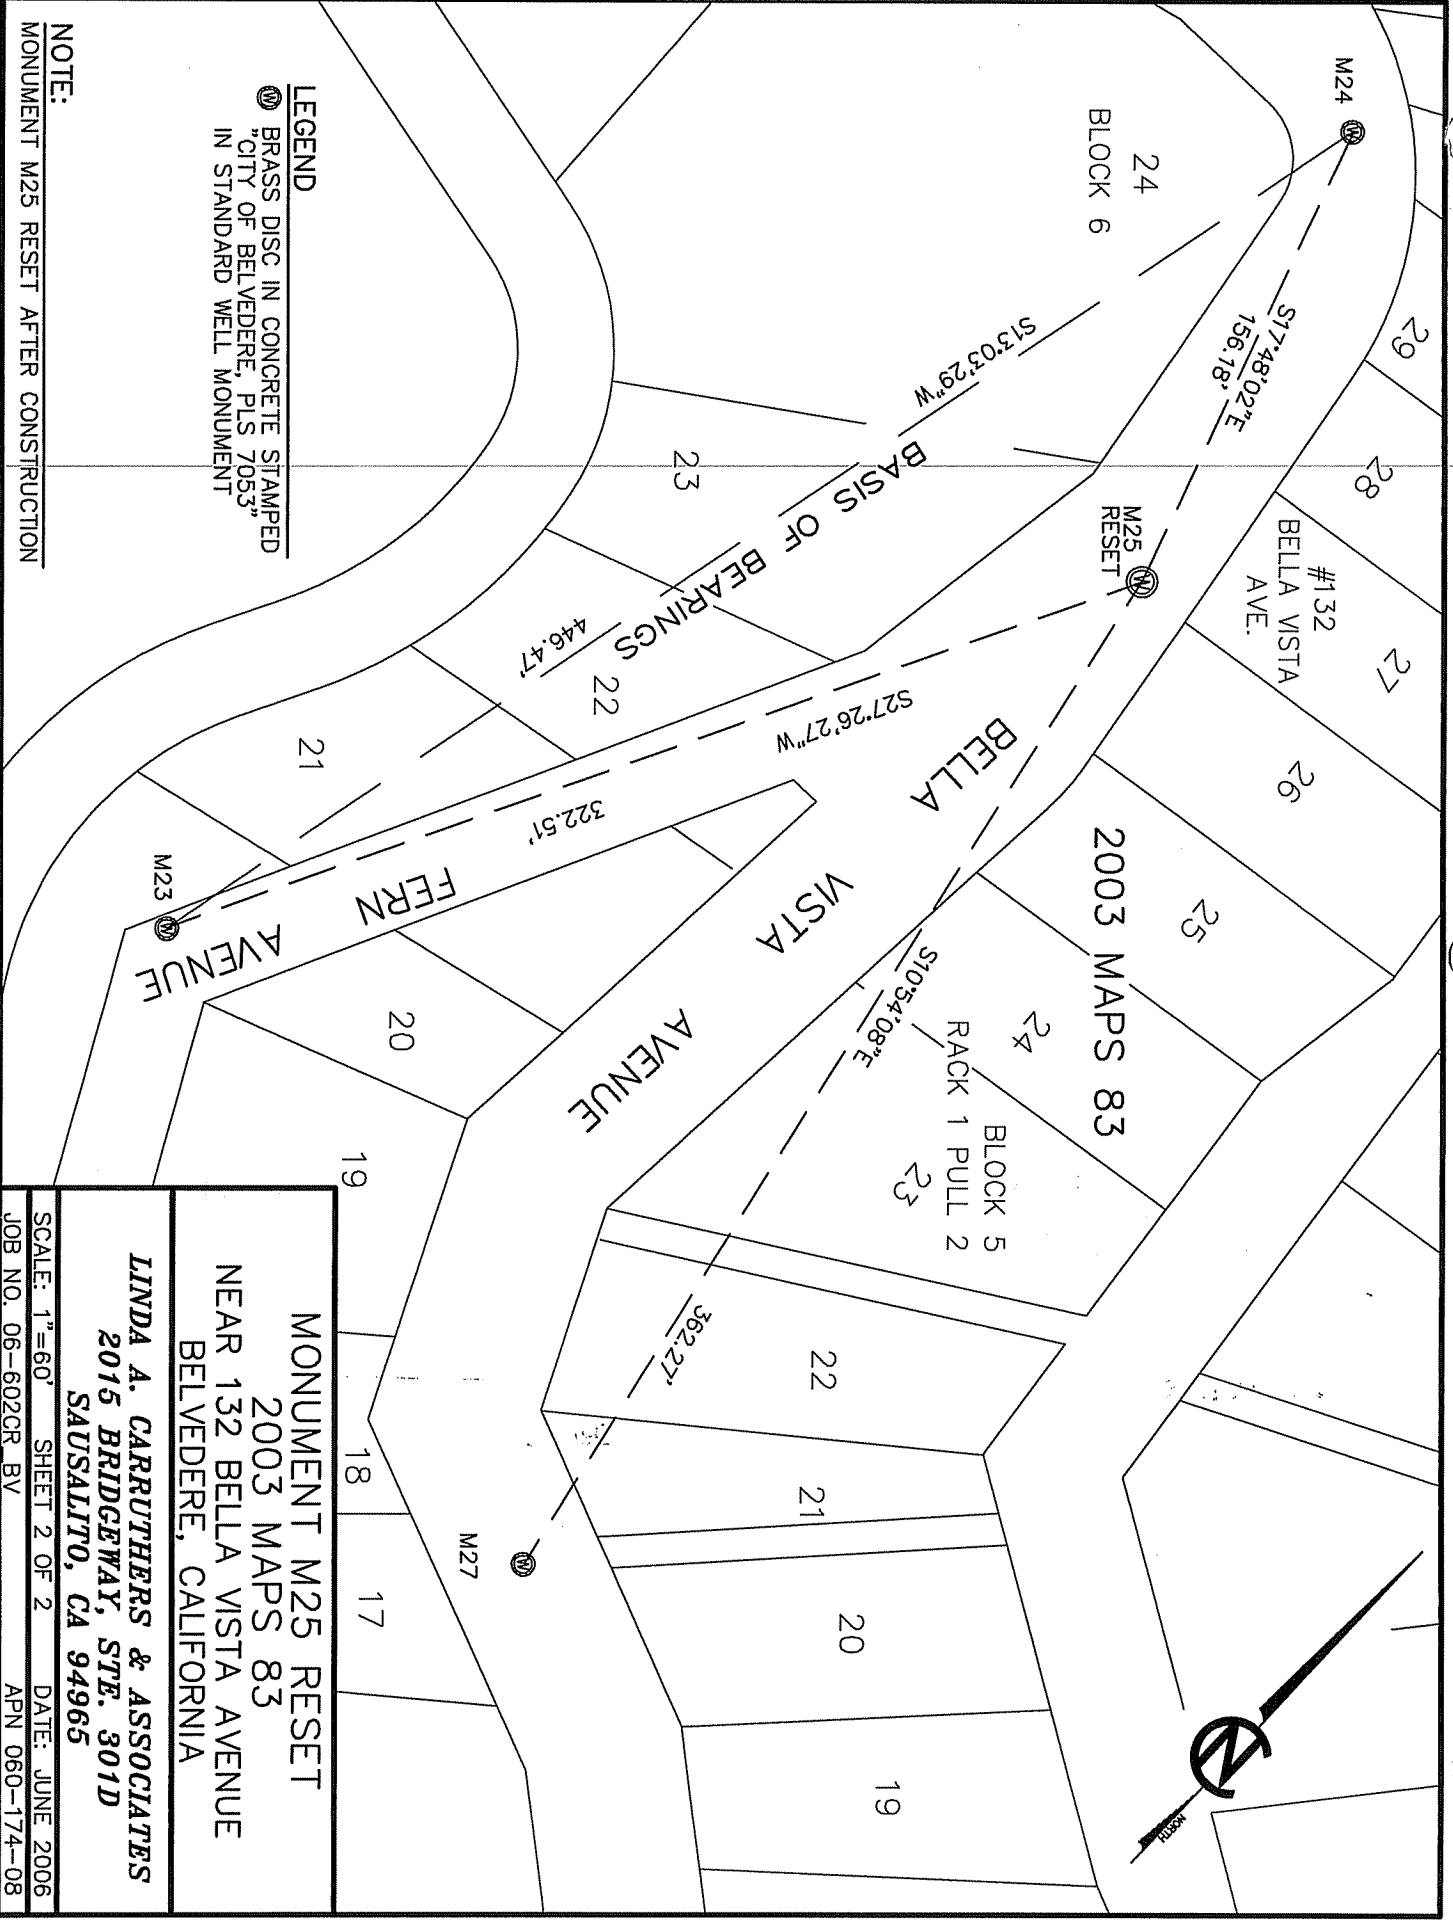 M24
24
BLOCK 6
S17°48'02"E
156.18'
29
28
27
26
25
24
23
#132
BELLA VISTA
AVE.
M25
RESET
2003 MAPS 83
BLOCK 5
RACK 1 PULL 2
S13°03'29"W
BASIS OF BEARINGS
446.47'
23
22
21
S27°26'27"W
322.51'
BELLA
VISTA
AVENUE
FERN
AVENUE
M23
S10°54'08"E
362.27'
20
19
18
17
22
21
20
19
M27
N
NORTH
LEGEND
W BRASS DISC IN CONCRETE STAMPED
"CITY OF BELVEDERE, PLS 7053"
IN STANDARD WELL MONUMENT
NOTE:
MONUMENT M25 RESET AFTER CONSTRUCTION
MONUMENT M25 RESET
2003 MAPS 83
NEAR 132 BELLA VISTA AVENUE
BELVEDERE, CALIFORNIA
LINDA A. CARRUTHERS & ASSOCIATES
2015 BRIDGEWAY, STE. 301D
SAUSALITO, CA 94965
SCALE: 1"=60' SHEET 2 OF 2 DATE: JUNE 2006
JOB NO. 06-602CR_BV APN 060-174-08